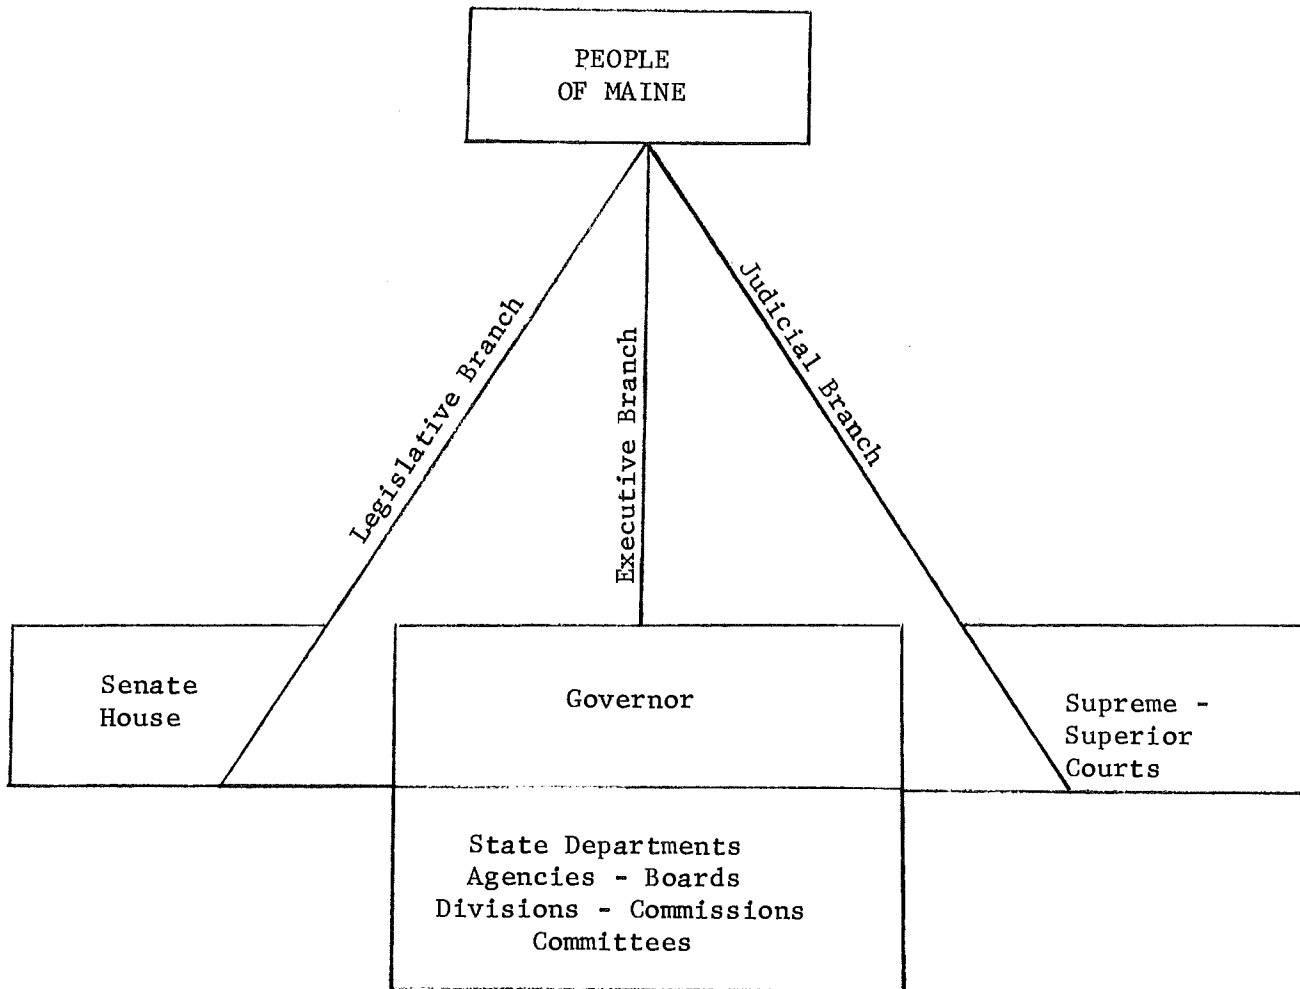 PEOPLE
OF MAINE
Legislative Branch
Executive Branch
Judicial Branch
Senate
House
Governor
Supreme -
Superior
Courts
State Departments
Agencies - Boards
Divisions - Commissions
Committees